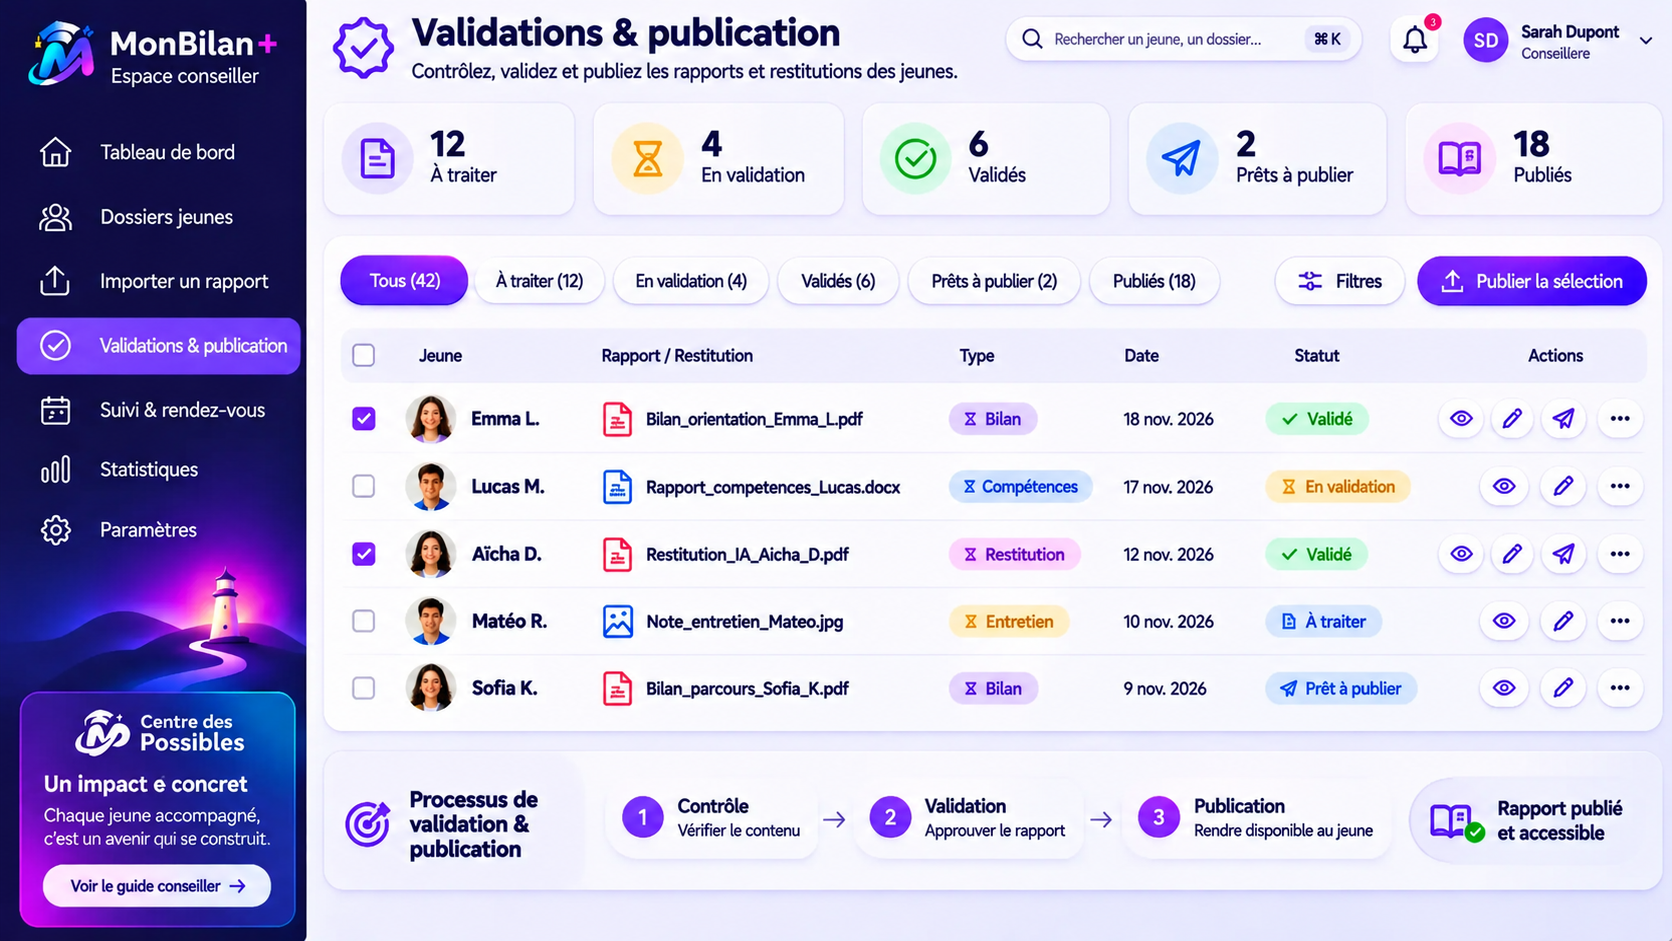 MonBilan+
Espace conseiller
Tableau de bord
Dossiers jeunes
Importer un rapport
Validations & publication
Suivi & rendez-vous
Statistiques
Paramètres
Centre des
Possibles
Un impact e concret
Chaque jeune accompagné,
c'est un avenir qui se construit.
Voir le guide conseiller →
Validations & publication
Contrôlez, validez et publiez les rapports et restitutions des jeunes.
Rechercher un jeune, un dossier...
⌘ K
3
SD
Sarah Dupont
Conseillere
12
À traiter
4
En validation
6
Validés
2
Prêts à publier
18
Publiés
Tous (42)
À traiter (12)
En validation (4)
Validés (6)
Prêts à publier (2)
Publiés (18)
Filtres
Publier la sélection
Jeune
Rapport / Restitution
Type
Date
Statut
Actions
Emma L.
Bilan_orientation_Emma_L.pdf
Bilan
18 nov. 2026
Validé
Lucas M.
Rapport_competences_Lucas.docx
Compétences
17 nov. 2026
En validation
Aïcha D.
Restitution_IA_Aicha_D.pdf
Restitution
12 nov. 2026
Validé
Matéo R.
Note_entretien_Mateo.jpg
Entretien
10 nov. 2026
À traiter
Sofia K.
Bilan_parcours_Sofia_K.pdf
Bilan
9 nov. 2026
Prêt à publier
Processus de
validation &
publication
1
Contrôle
Vérifier le contenu
→
2
Validation
Approuver le rapport
→
3
Publication
Rendre disponible au jeune
Rapport publié
et accessible